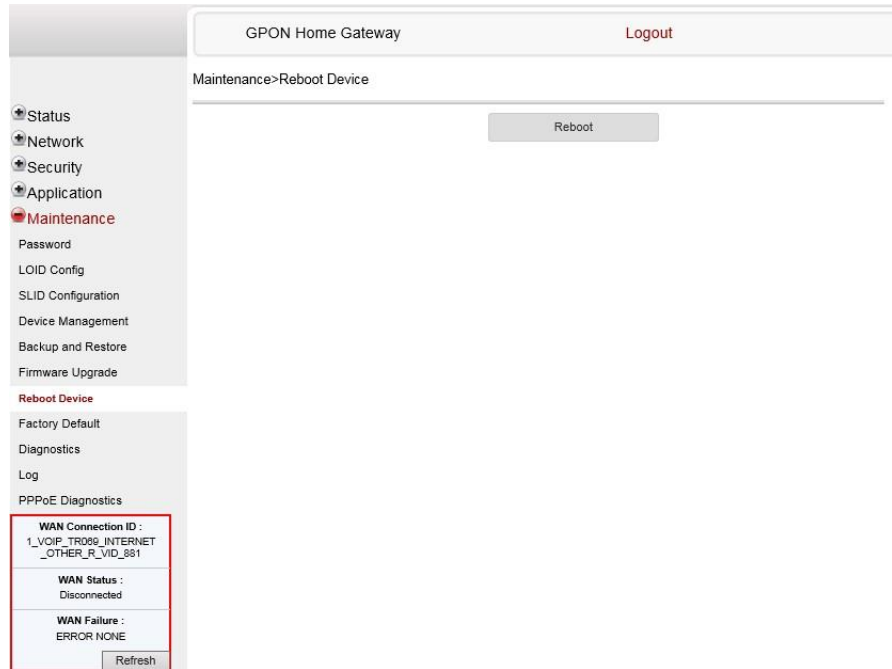 GPON Home Gateway
Logout
Maintenance>Reboot Device
Reboot
Status
Network
Security
Application
Maintenance
Password
LOID Config
SLID Configuration
Device Management
Backup and Restore
Firmware Upgrade
Reboot Device
Factory Default
Diagnostics
Log
PPPoE Diagnostics
WAN Connection ID :
1_VOIP_TR069_INTERNET
_OTHER_R_VID_881
WAN Status :
Disconnected
WAN Failure :
ERROR NONE
Refresh